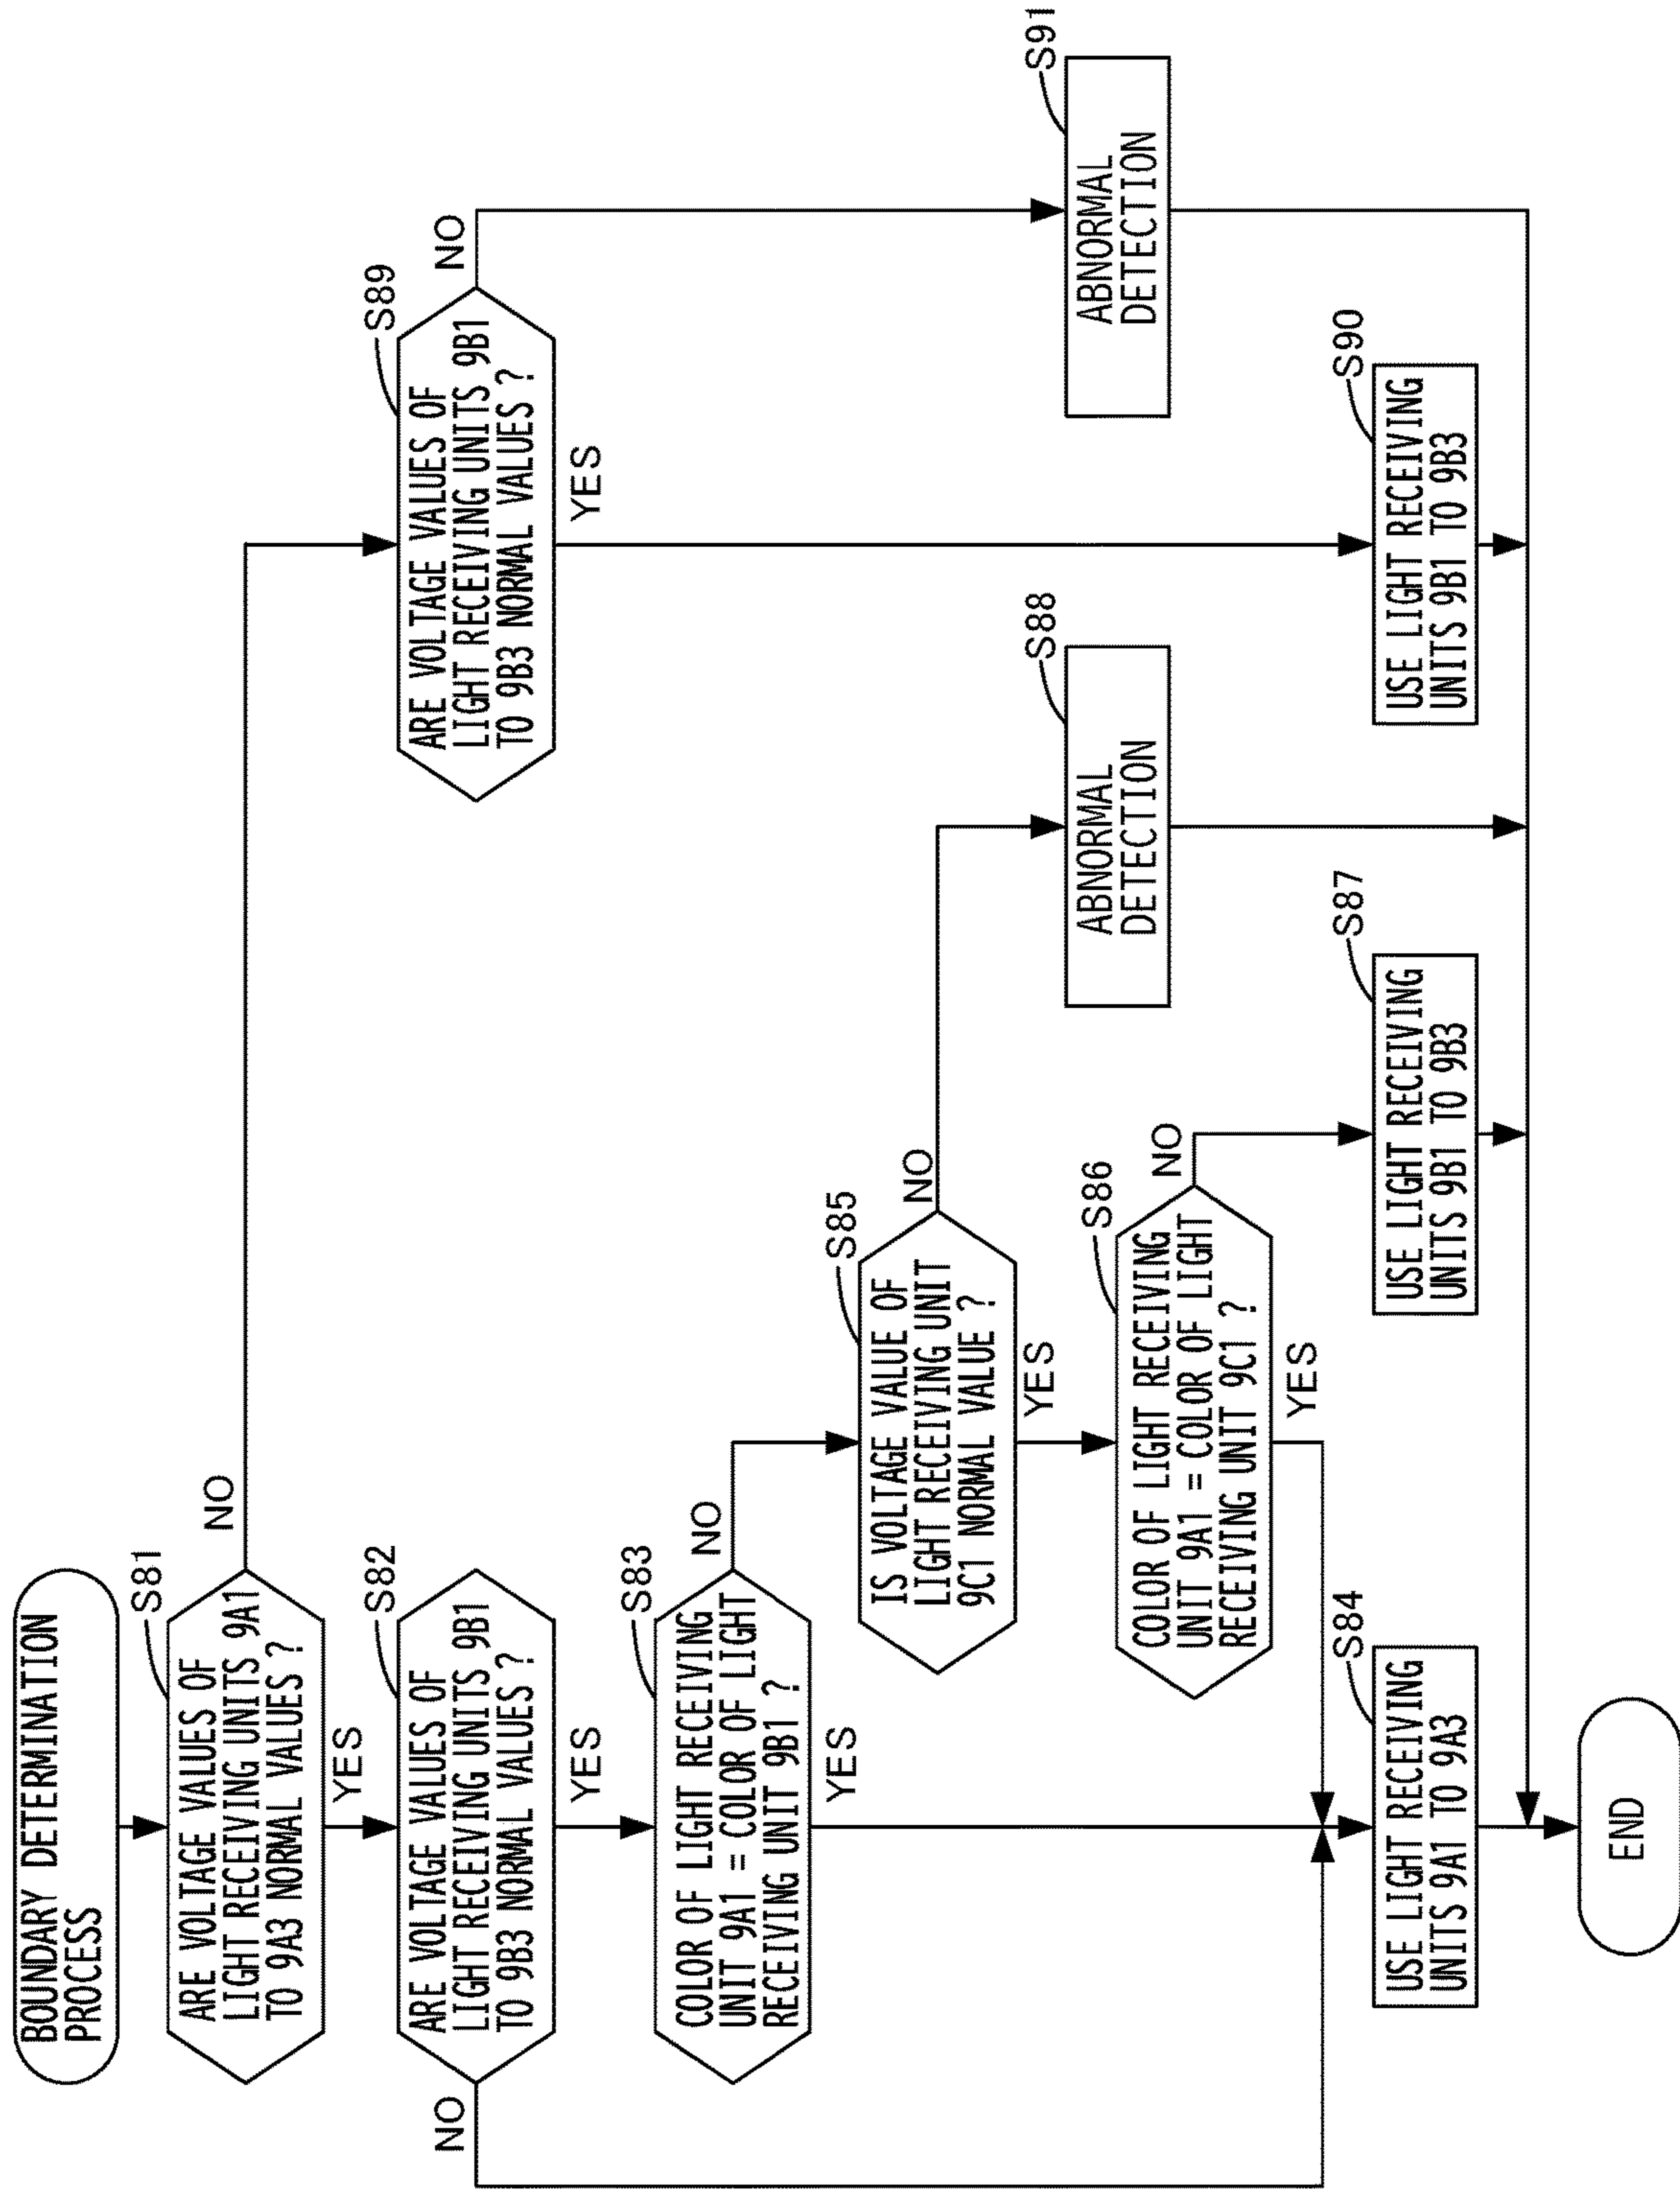 BOUNDARY DETERMINATION
PROCESS
S81
ARE VOLTAGE VALUES OF
LIGHT RECEIVING UNITS 9A1
TO 9A3 NORMAL VALUES ?
NO
YES
S82
ARE VOLTAGE VALUES OF
LIGHT RECEIVING UNITS 9B1
TO 9B3 NORMAL VALUES ?
NO
YES
S89
ARE VOLTAGE VALUES OF
LIGHT RECEIVING UNITS 9B1
TO 9B3 NORMAL VALUES ?
NO
YES
S83
COLOR OF LIGHT RECEIVING
UNIT 9A1 = COLOR OF LIGHT
RECEIVING UNIT 9B1 ?
NO
YES
S85
IS VOLTAGE VALUE OF
LIGHT RECEIVING UNIT
9C1 NORMAL VALUE ?
NO
YES
S86
COLOR OF LIGHT RECEIVING
UNIT 9A1 = COLOR OF LIGHT
RECEIVING UNIT 9C1 ?
NO
YES
S88
ABNORMAL
DETECTION
S91
ABNORMAL
DETECTION
S84
USE LIGHT RECEIVING
UNITS 9A1 TO 9A3
S87
USE LIGHT RECEIVING
UNITS 9B1 TO 9B3
S90
USE LIGHT RECEIVING
UNITS 9B1 TO 9B3
END